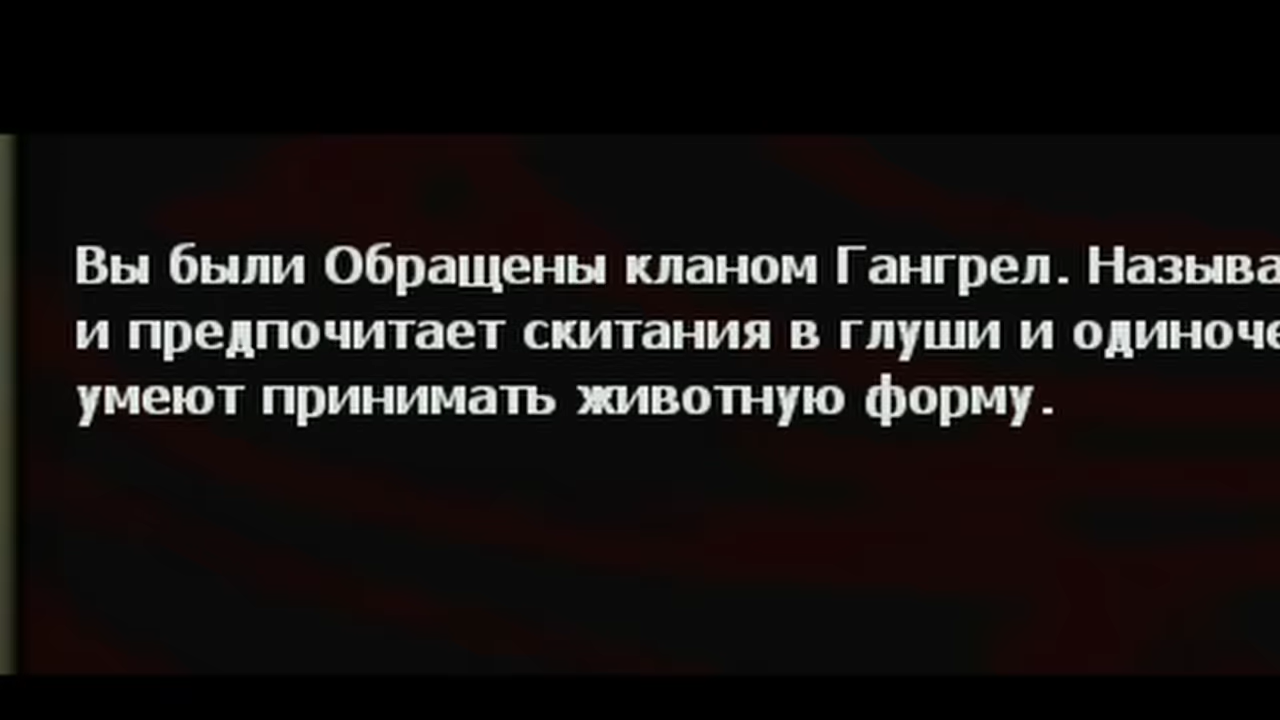 Вы были Обращены кланом Гангрел. Называ
и предпочитает скитания в глуши и одиноче
умеют принимать животную форму.